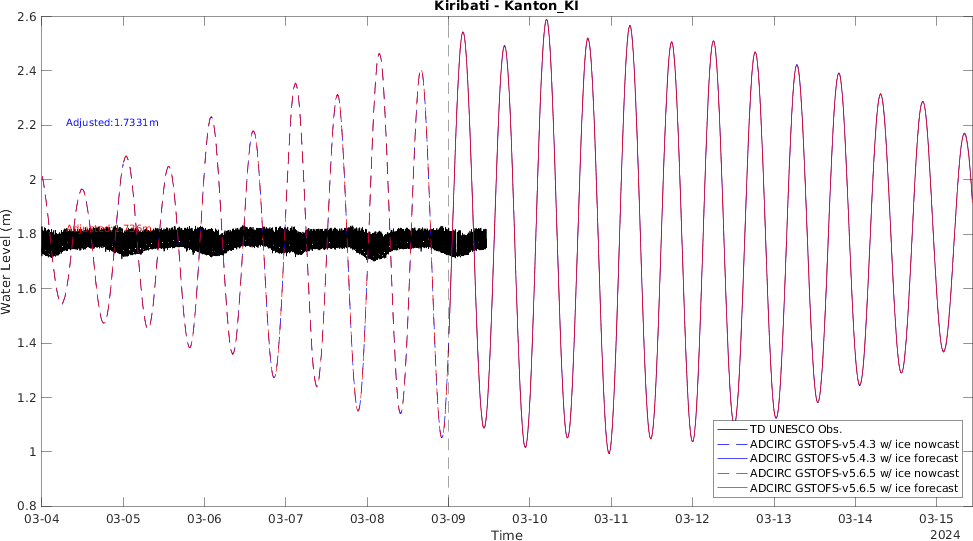 Kiribati - Kanton_KI
2.6
2.4
2.2
2
1.8
1.6
1.4
1.2
1
0.8
Water Level (m)
Adjusted:1.7331m
03-04
03-05
03-06
03-07
03-08
03-09
03-10
03-11
03-12
03-13
03-14
03-15
2024
Time
TD UNESCO Obs.
ADCIRC GSTOFS-v5.4.3 w/ ice nowcast
ADCIRC GSTOFS-v5.4.3 w/ ice forecast
ADCIRC GSTOFS-v5.6.5 w/ ice nowcast
ADCIRC GSTOFS-v5.6.5 w/ ice forecast